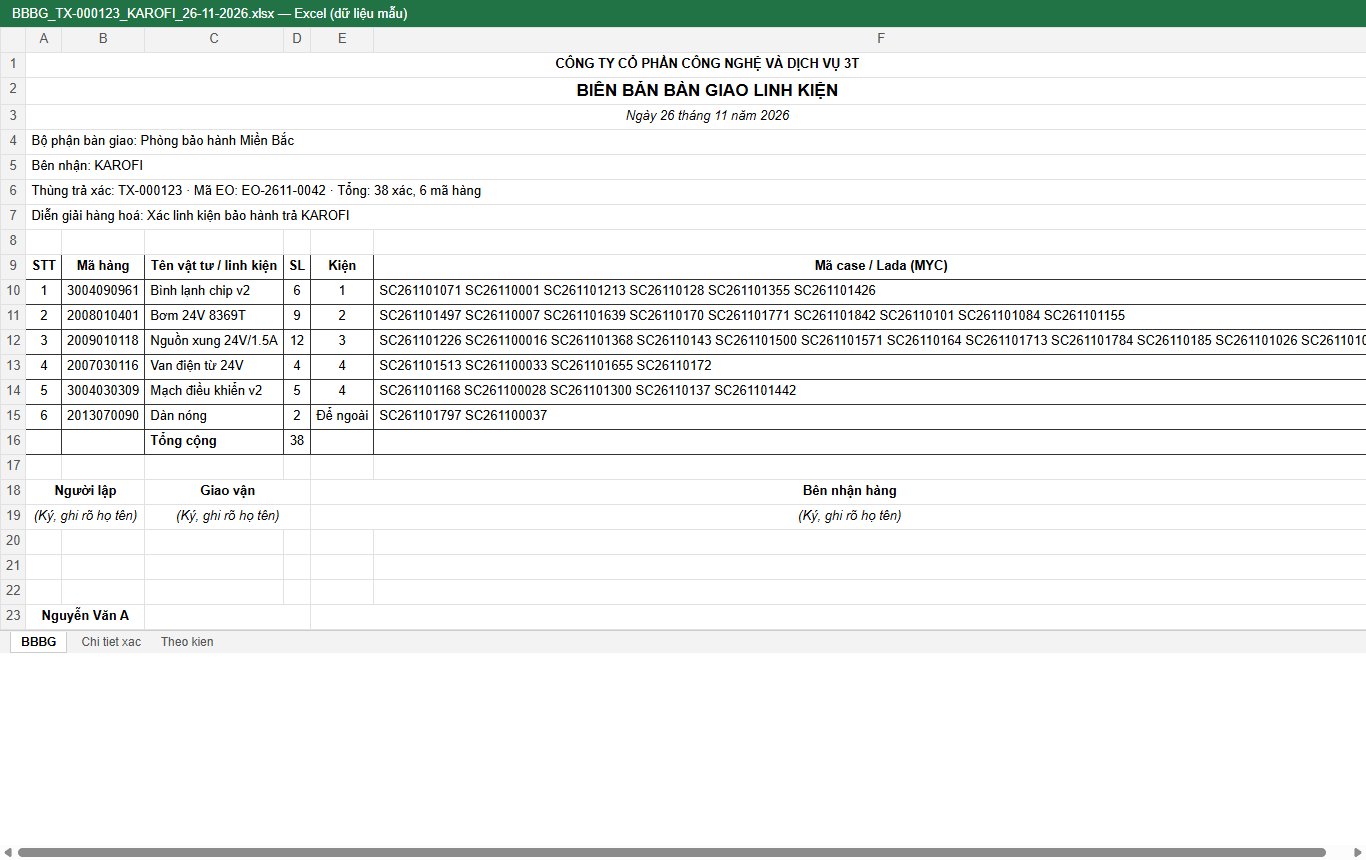 BBBG_TX-000123_KAROFI_26-11-2026.xlsx — Excel (dữ liệu mẫu)
A B C D E F
1 CÔNG TY CỔ PHẦN CÔNG NGHỆ VÀ DỊCH VỤ 3T
2 BIÊN BẢN BÀN GIAO LINH KIỆN
3 Ngày 26 tháng 11 năm 2026
4 Bộ phận bàn giao: Phòng bảo hành Miền Bắc
5 Bên nhận: KAROFI
6 Thùng trả xác: TX-000123 · Mã EO: EO-2611-0042 · Tổng: 38 xác, 6 mã hàng
7 Diễn giải hàng hoá: Xác linh kiện bảo hành trả KAROFI
8
9 STT Mã hàng Tên vật tư / linh kiện SL Kiện Mã case / Lada (MYC)
10 1 3004090961 Bình lạnh chip v2 6 1 SC261101071 SC26110001 SC261101213 SC26110128 SC261101355 SC261101426
11 2 2008010401 Bơm 24V 8369T 9 2 SC261101497 SC26110007 SC261101639 SC26110170 SC261101771 SC261101842 SC26110101 SC261101084 SC261101155
12 3 2009010118 Nguồn xung 24V/1.5A 12 3 SC261101226 SC261100016 SC261101368 SC26110143 SC261101500 SC261101571 SC26110164 SC261101713 SC261101784 SC26110185 SC261101026 SC2611010
13 4 2007030116 Van điện từ 24V 4 4 SC261101513 SC261100033 SC261101655 SC26110172
14 5 3004030309 Mạch điều khiển v2 5 4 SC261101168 SC261100028 SC261101300 SC26110137 SC261101442
15 6 2013070090 Dàn nóng 2 Để ngoài SC261101797 SC261100037
16 Tổng cộng 38
17
18 Người lập Giao vận Bên nhận hàng
19 (Ký, ghi rõ họ tên) (Ký, ghi rõ họ tên) (Ký, ghi rõ họ tên)
20
21
22
23 Nguyễn Văn A
BBBG Chi tiet xac Theo kien